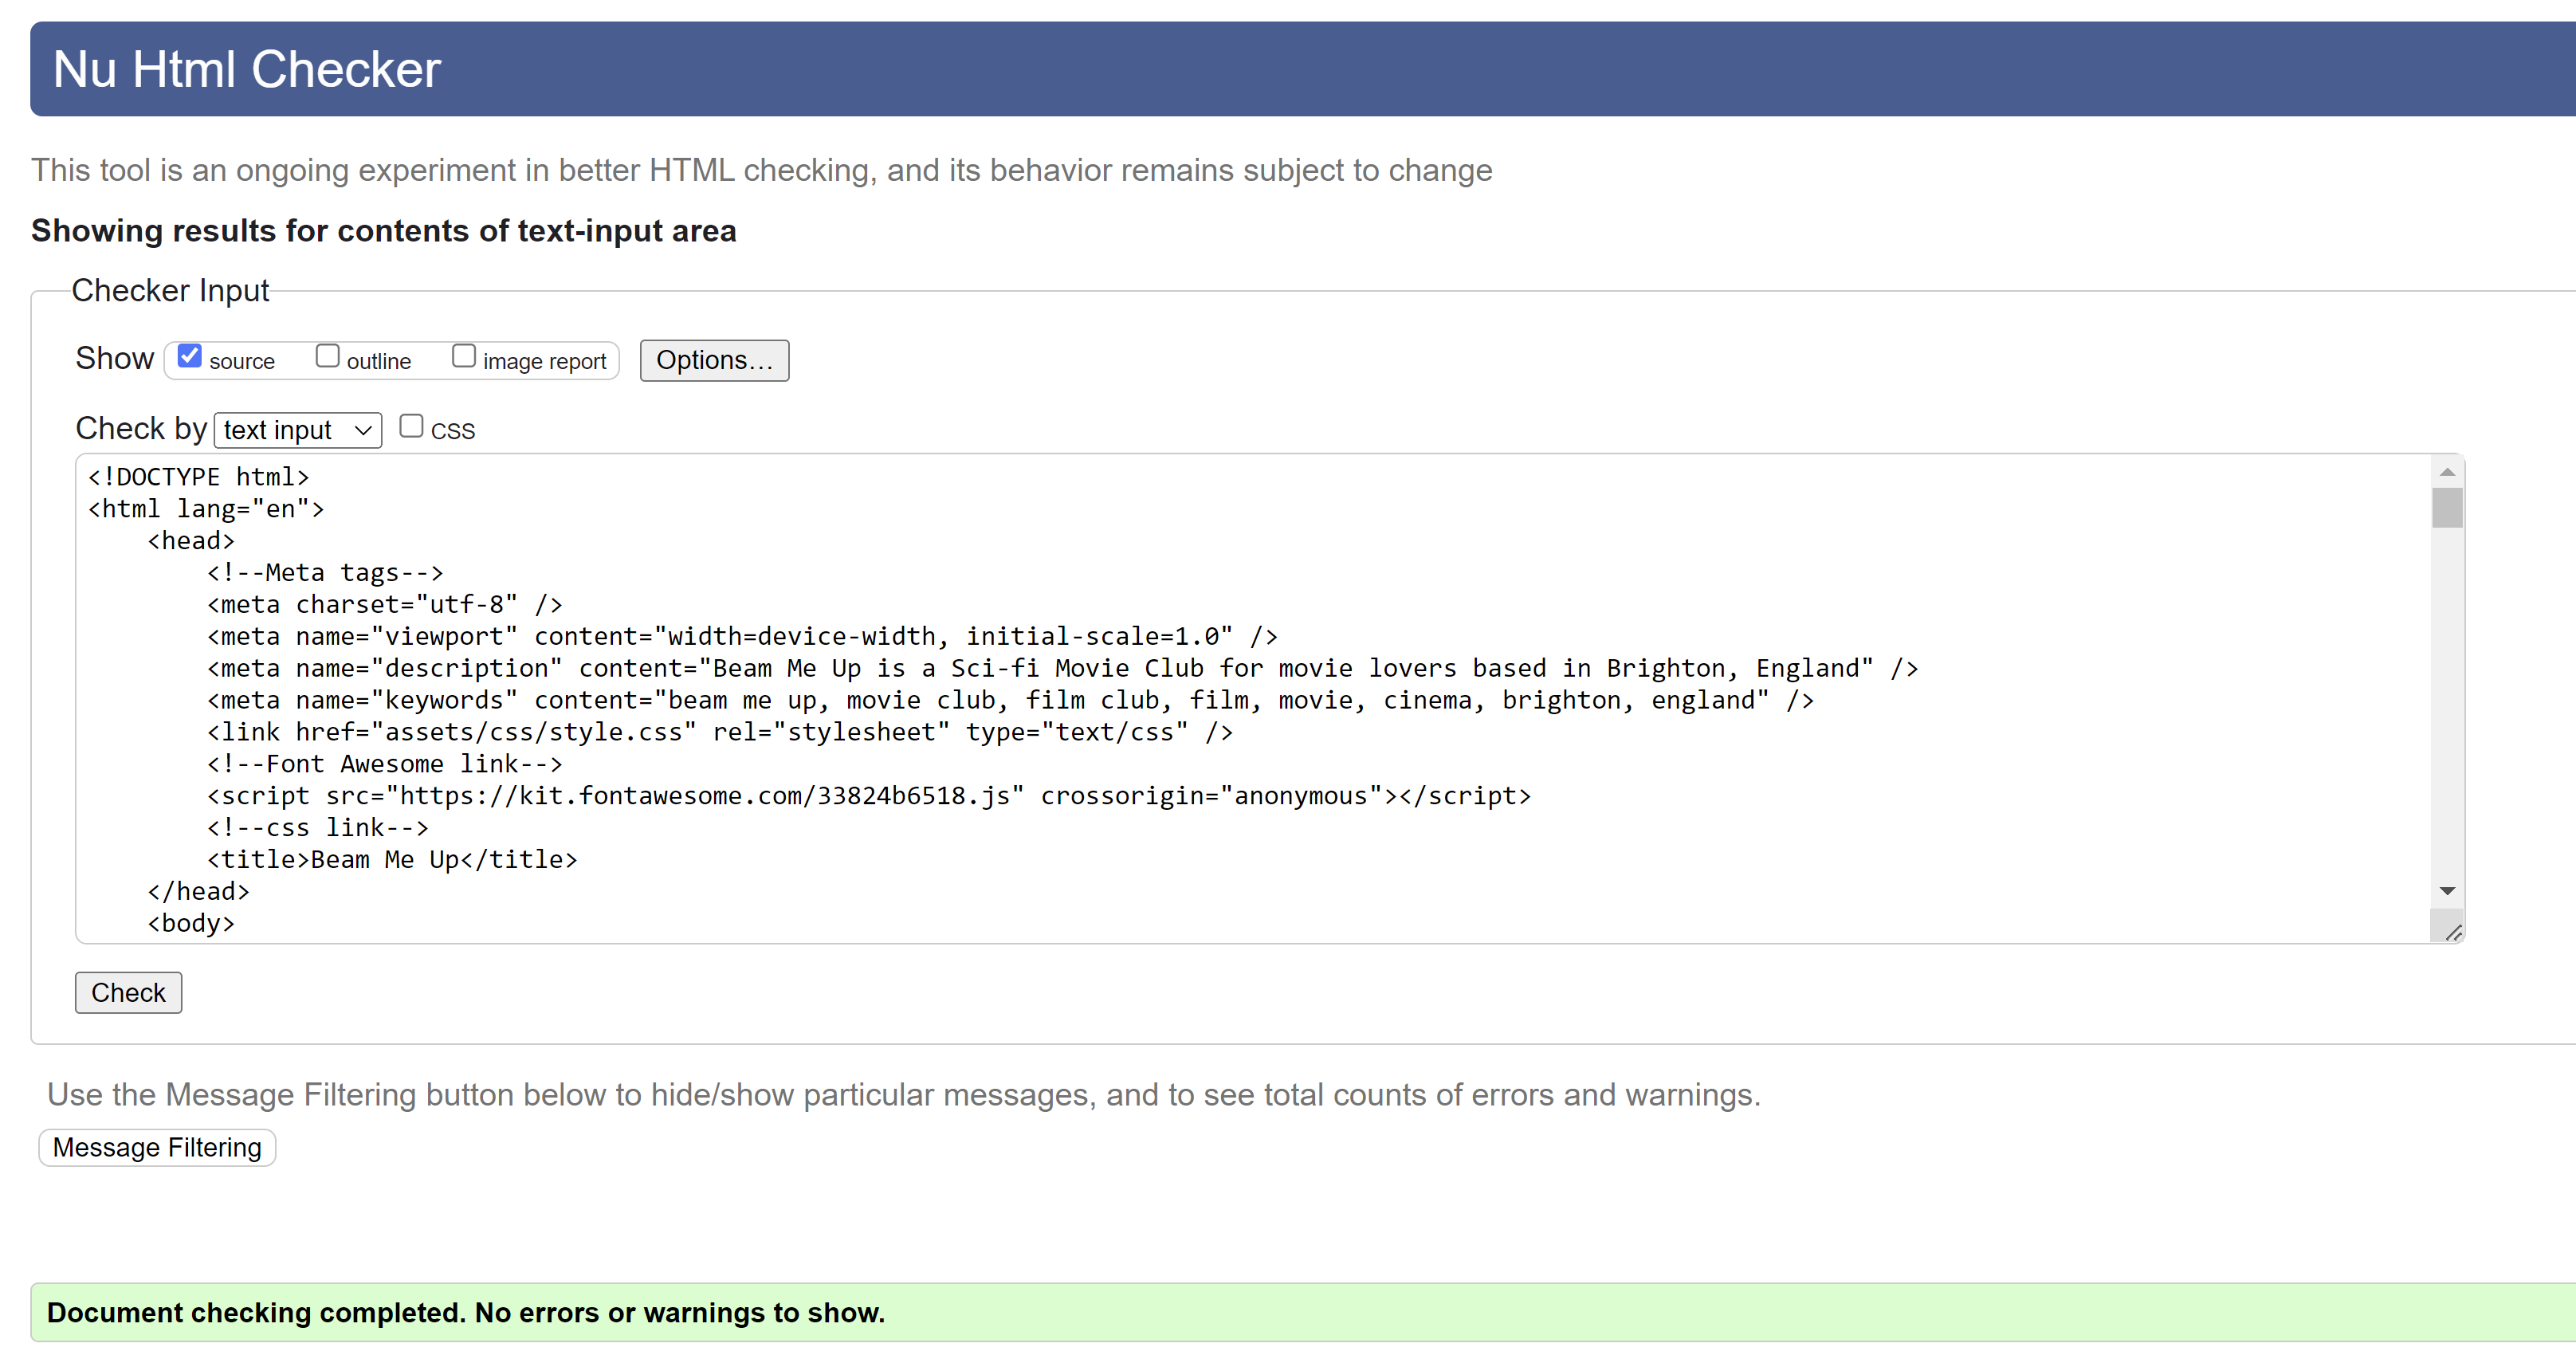 Nu Html Checker
This tool is an ongoing experiment in better HTML checking, and its behavior remains subject to change
Showing results for contents of text-input area
Checker Input
Show source outline image report Options...
Check by text input CSS
<!DOCTYPE html>
<html lang="en">
    <head>
        <!--Meta tags-->
        <meta charset="utf-8" />
        <meta name="viewport" content="width=device-width, initial-scale=1.0" />
        <meta name="description" content="Beam Me Up is a Sci-fi Movie Club for movie lovers based in Brighton, England" />
        <meta name="keywords" content="beam me up, movie club, film club, film, movie, cinema, brighton, england" />
        <link href="assets/css/style.css" rel="stylesheet" type="text/css" />
        <!--Font Awesome link-->
        <script src="https://kit.fontawesome.com/33824b6518.js" crossorigin="anonymous"></script>
        <!--css link-->
        <title>Beam Me Up</title>
    </head>
    <body>
Check
Use the Message Filtering button below to hide/show particular messages, and to see total counts of errors and warnings.
Message Filtering
Document checking completed. No errors or warnings to show.